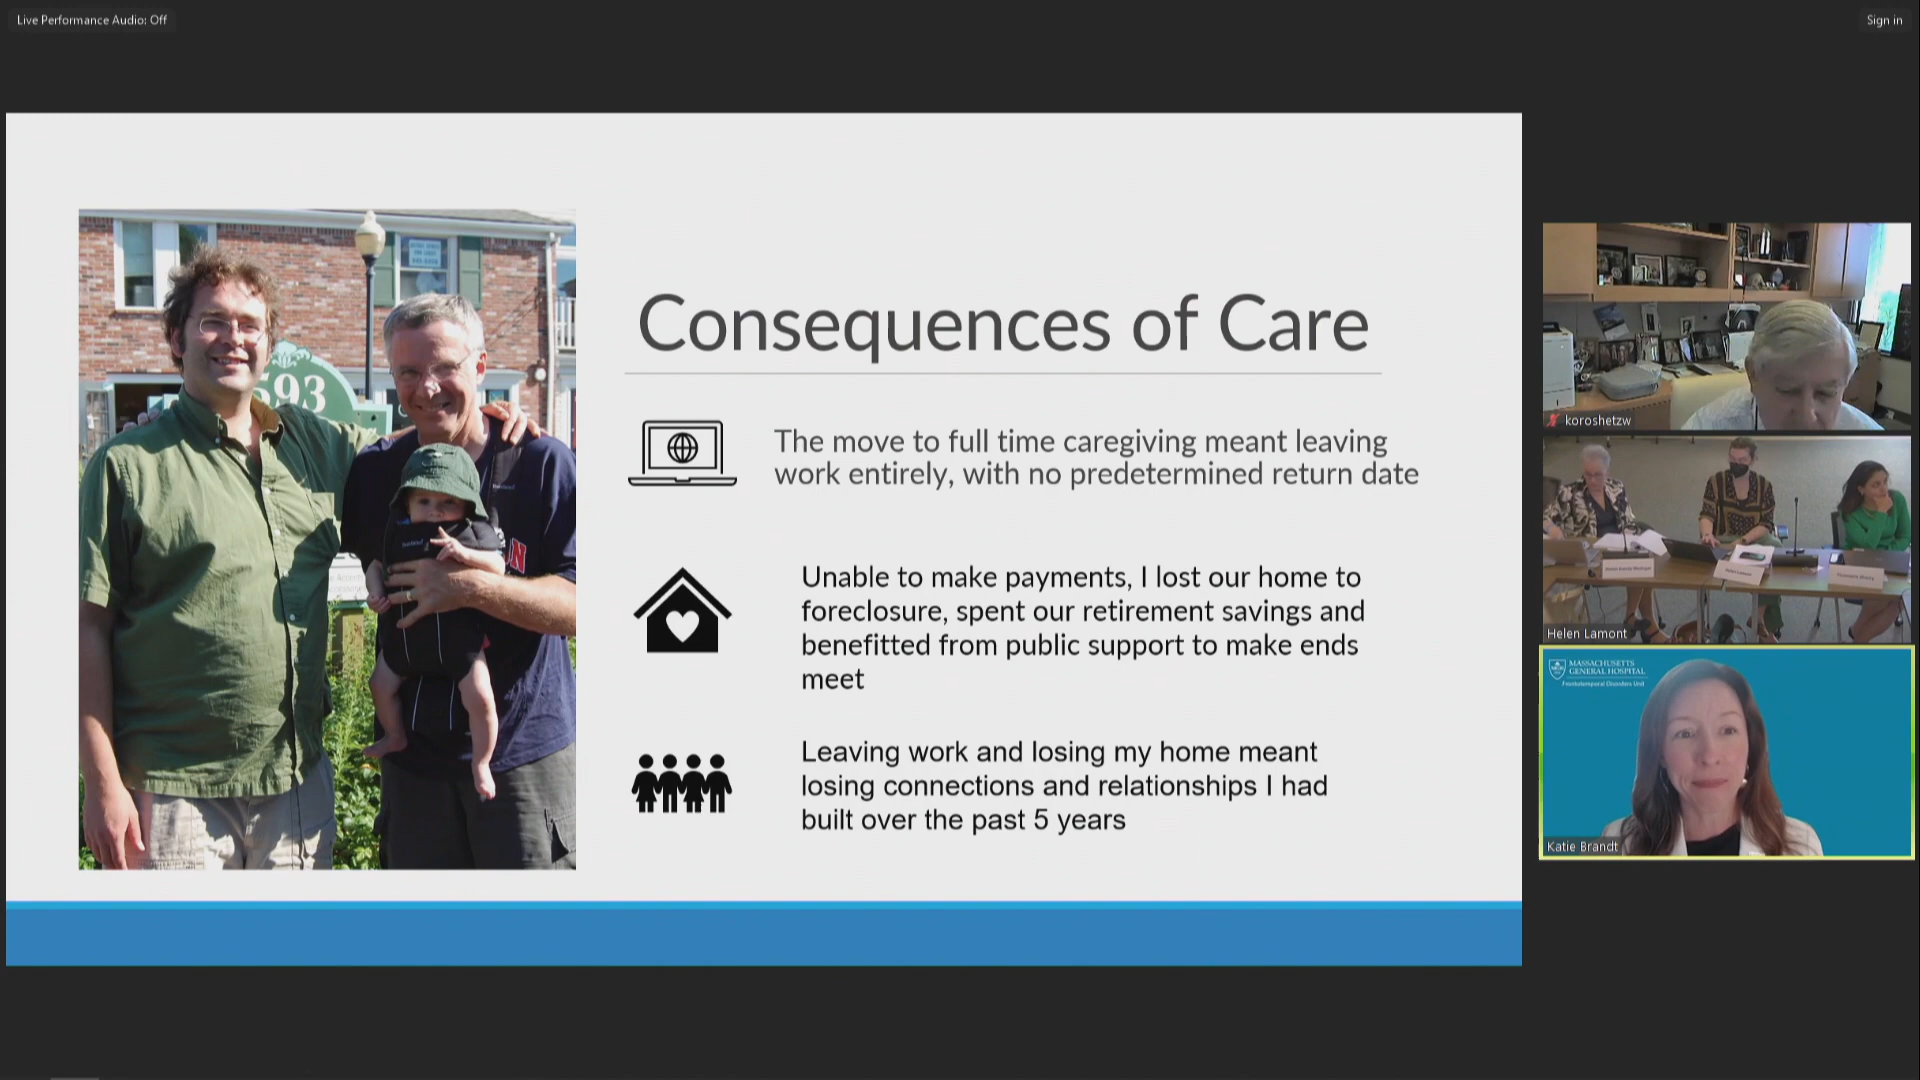 Live Performance Audio: Off
Sign in
593
N
Consequences of Care
The move to full time caregiving meant leaving
work entirely, with no predetermined return date
Unable to make payments, I lost our home to
foreclosure, spent our retirement savings and
benefitted from public support to make ends
meet
Leaving work and losing my home meant
losing connections and relationships I had
built over the past 5 years
koroshetzw
Helen Lamont
MASSACHUSETTS
GENERAL HOSPITAL
Frontotemporal Disorders Unit
Katie Brandt